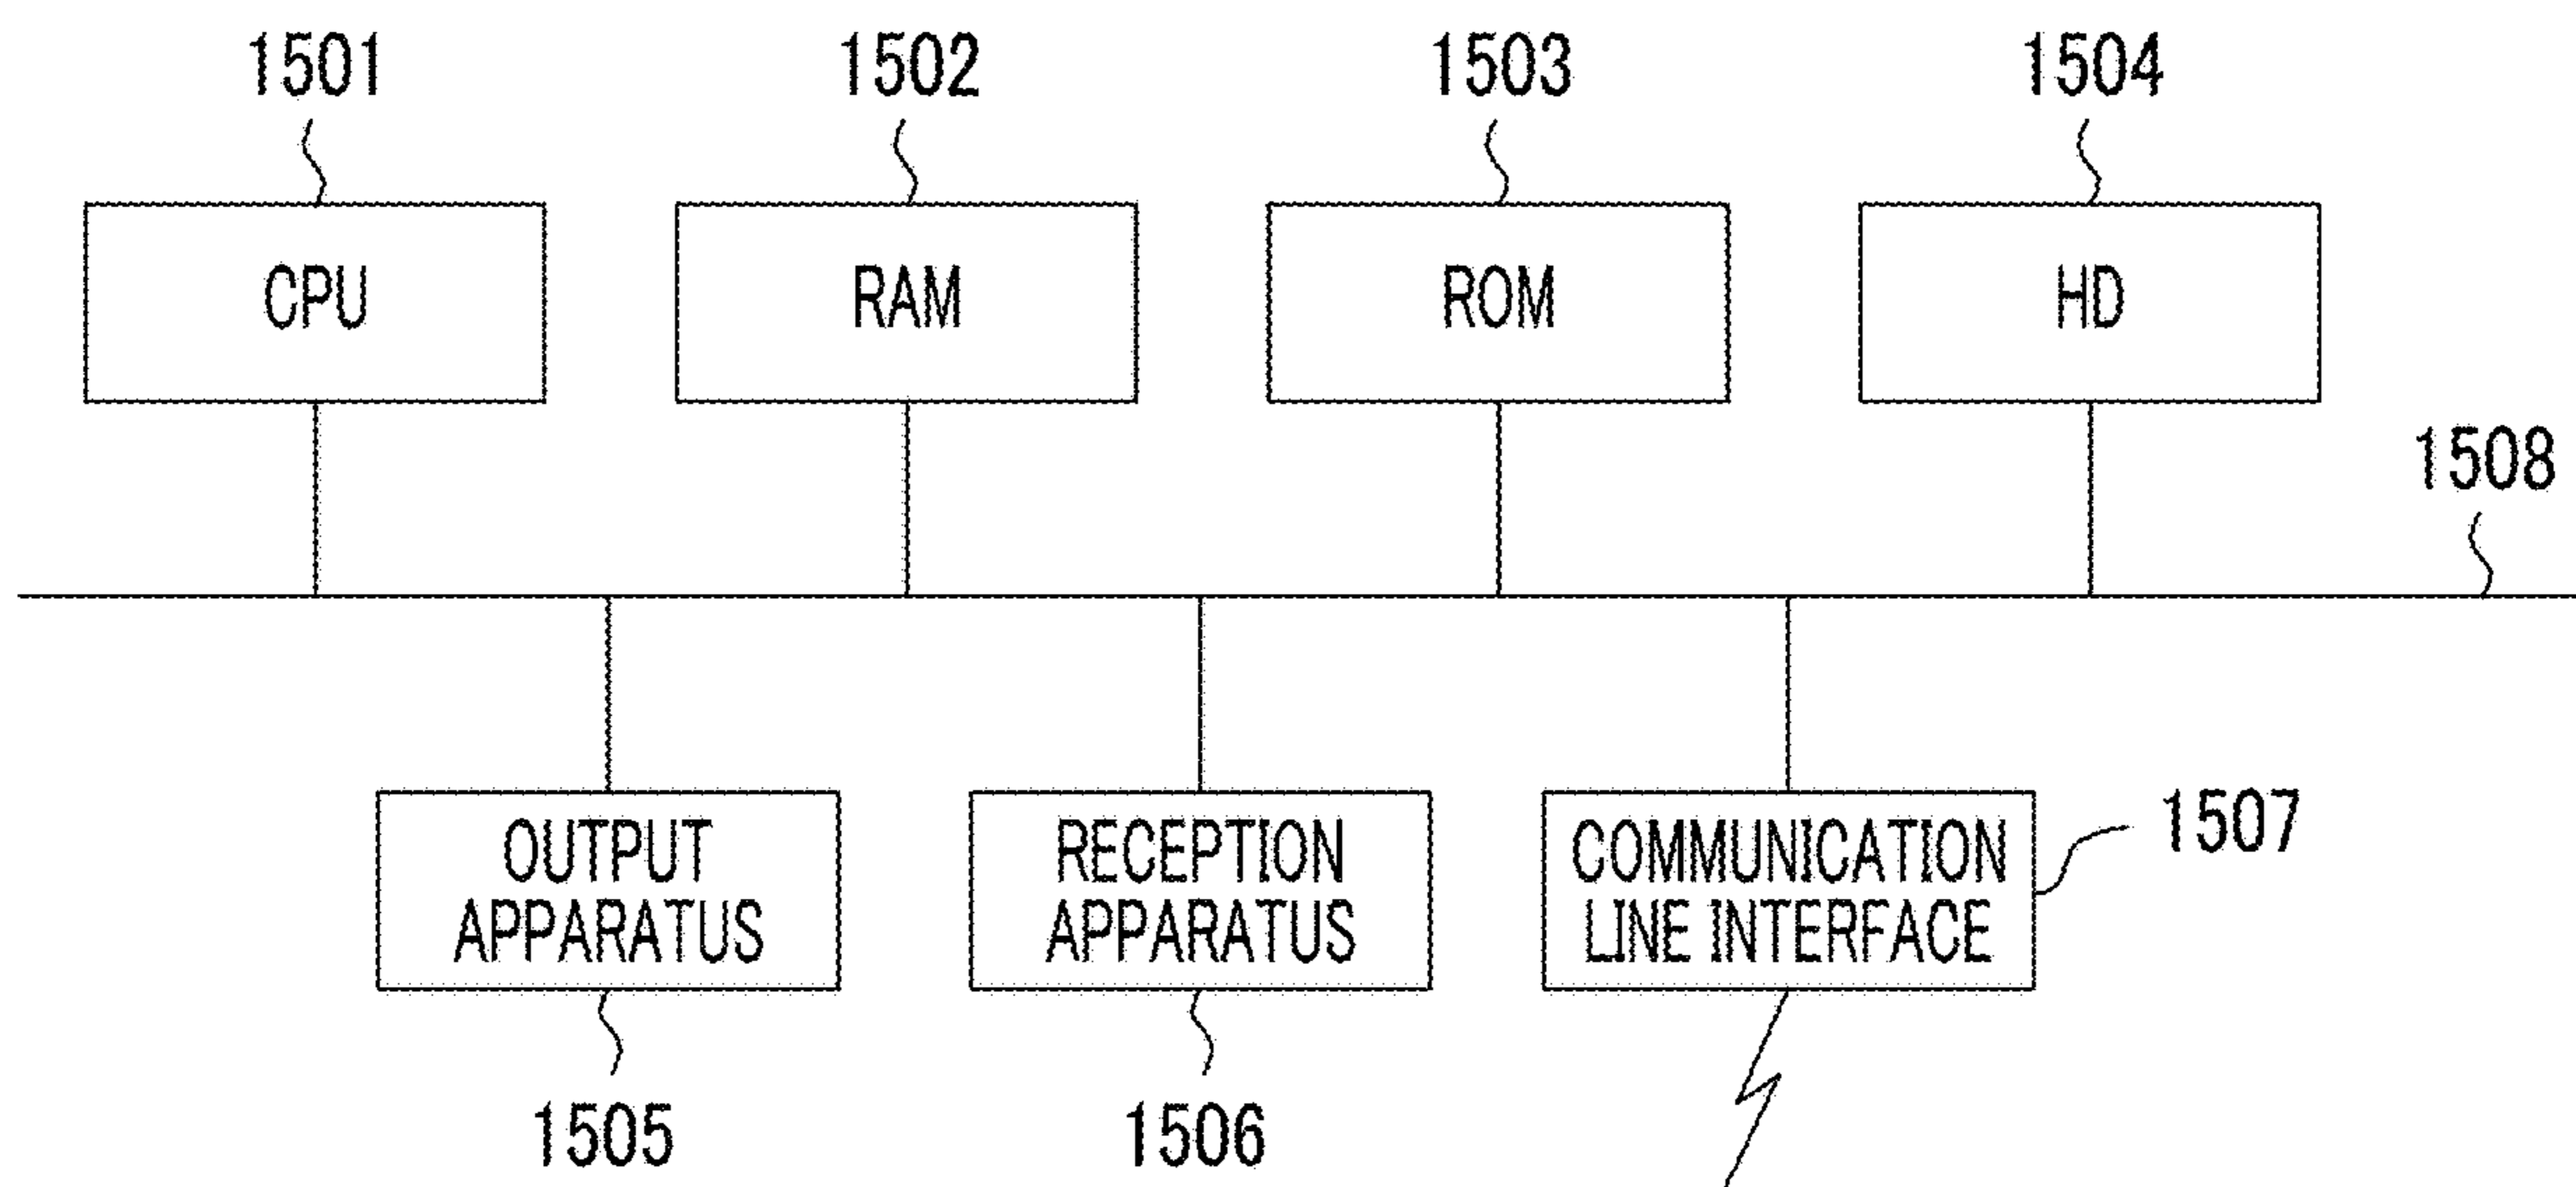 1501
1502
1503
1504
CPU
RAM
ROM
HD
1508
OUTPUT
APPARATUS
RECEPTION
APPARATUS
COMMUNICATION
LINE INTERFACE
1507
1505
1506